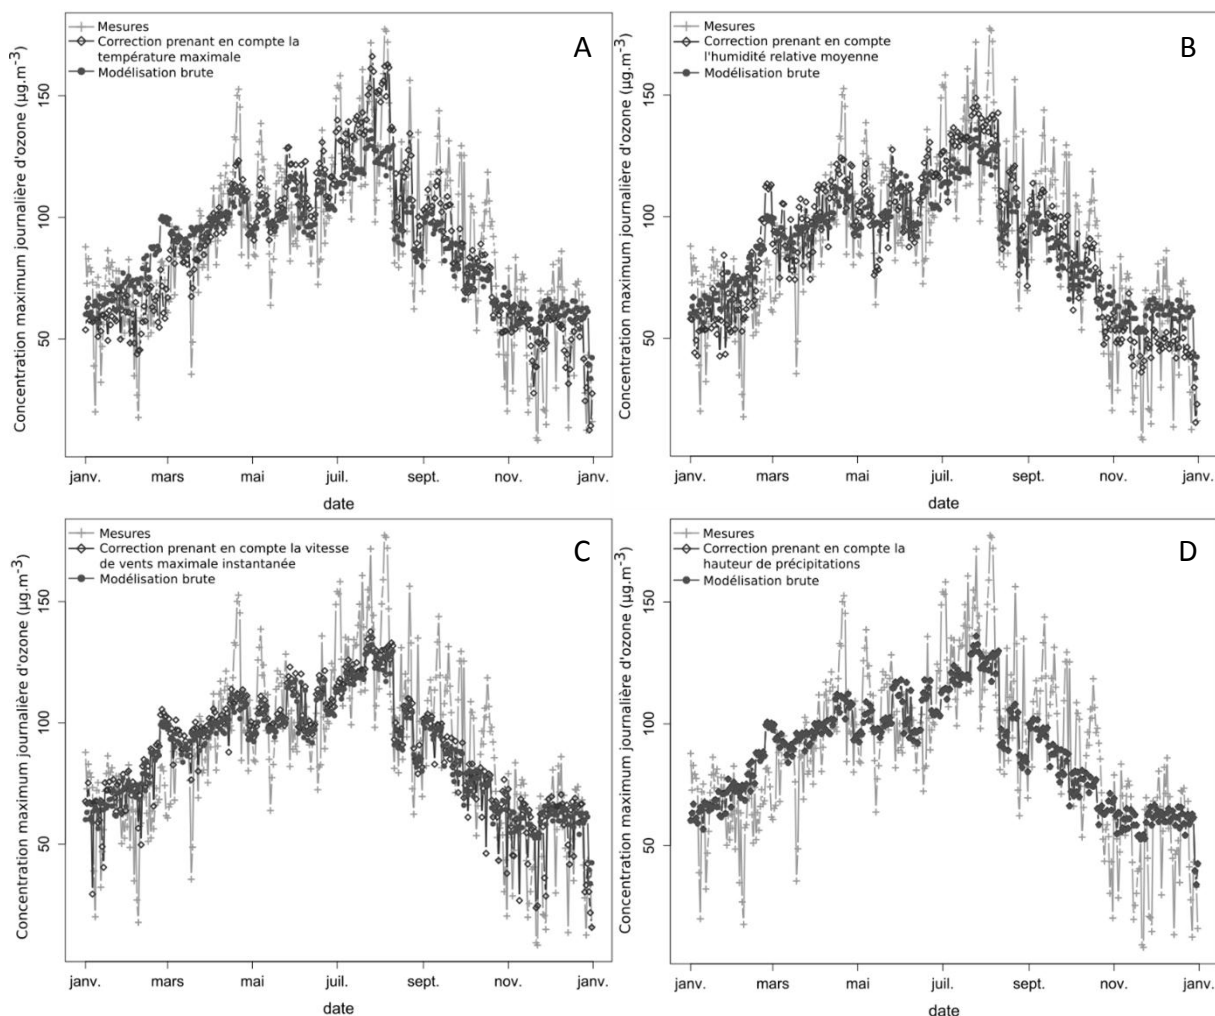 Concentration maximum journalière d'ozone (µg.m⁻³)
Mesures
Correction prenant en compte la
température maximale
Modélisation brute
A
150
100
50
janv. mars mai juil. sept. nov. janv.
date
Concentration maximum journalière d'ozone (µg.m⁻³)
Mesures
Correction prenant en compte
l'humidité relative moyenne
Modélisation brute
B
150
100
50
janv. mars mai juil. sept. nov. janv.
date
Concentration maximum journalière d'ozone (µg.m⁻³)
Mesures
Correction prenant en compte la vitesse
de vents maximale instantanée
Modélisation brute
C
150
100
50
janv. mars mai juil. sept. nov. janv.
date
Concentration maximum journalière d'ozone (µg.m⁻³)
Mesures
Correction prenant en compte la
hauteur de précipitations
Modélisation brute
D
150
100
50
janv. mars mai juil. sept. nov. janv.
date